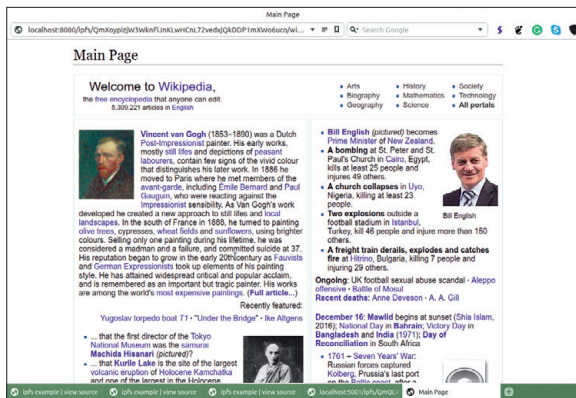 Main Page
localhost:8080/ipfs/QmXoypizjW3WknFiJnKLwHCnL72vedxjQkDDP1mXWo6uco/wi...
Search Google
Main Page
Welcome to Wikipedia,
the free encyclopedia that anyone can edit.
5,309,221 articles in English
Arts
Biography
Geography
History
Mathematics
Science
Society
Technology
All portals
Vincent van Gogh (1853–1890) was a Dutch
Post-Impressionist painter. His early works,
mostly still lifes and depictions of peasant
labourers, contain few signs of the vivid colour
that distinguishes his later work. In 1886 he
moved to Paris where he met members of the
avant-garde, including Émile Bernard and Paul
Gauguin, who were reacting against the
Impressionist sensibility. As Van Gogh's work
developed he created a new approach to still lifes and local
landscapes. In the south of France in 1888, he turned to painting
olive trees, cypresses, wheat fields and sunflowers, using brighter
colours. Selling only one painting during his lifetime, he was
considered a madman and a failure, and committed suicide at 37.
His reputation began to grow in the early 20th century as Fauvists
and German Expressionists took up elements of his painting
style. He has attained widespread critical and popular acclaim,
and is remembered as an important but tragic painter. His works
are among the world's most expensive paintings. (Full article...)
Recently featured:
Yugoslav torpedo boat T1 · "Under the Bridge" · Ike Altgens
... that the first director of the Tokyo
National Museum was the samurai
Machida Hisanari (pictured)?
... that Kurile Lake is the site of the largest
volcanic eruption of Holocene Kamchatka
and one of the largest in the Holocene
Bill English (pictured) becomes
Prime Minister of New Zealand.
A bombing at St. Peter and St.
Paul's Church in Cairo, Egypt,
kills at least 25 people and
injures 49 others.
A church collapses in Uyo,
Nigeria, killing at least 23
people.
Two explosions outside a
football stadium in Istanbul,
Turkey, kill 46 people and injure more than 150
others.
A freight train derails, explodes and catches
fire at Hitrino, Bulgaria, killing 7 people and
injuring 29 others.
Bill English
Ongoing: UK football sexual abuse scandal · Aleppo
offensive · Battle of Mosul
Recent deaths: Anne Deveson · A. A. Gill
December 16: Mawlid begins at sunset (Shia Islam,
2016); National Day in Bahrain; Victory Day in
Bangladesh and India (1971); Day of
Reconciliation in South Africa
1761 – Seven Years' War:
Russian forces captured
Kolberg, Prussia's last port
on the Baltic coast, after a
ipfs example | view source
ipfs example | view source
ipfs example | view source
localhost:5001/ipfs/QmQL
Main Page